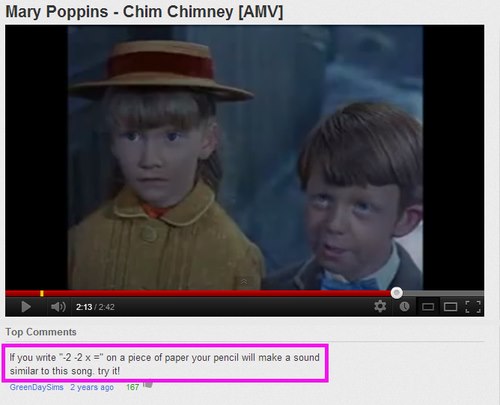 Mary Poppins - Chim Chimney [AMV]
2:13 / 2:42
Top Comments
If you write "-2 -2 x =" on a piece of paper your pencil will make a sound
similar to this song. try it!
GreenDaySims 2 years ago 167